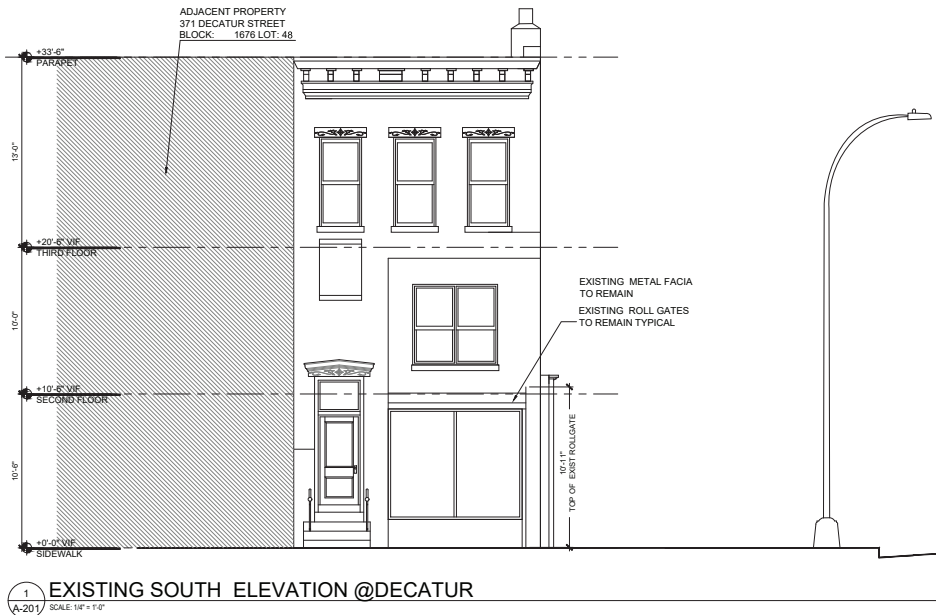 ADJACENT PROPERTY
371 DECATUR STREET
BLOCK: 1676 LOT: 48
+33'-6"
PARAPET
13'-0"
+20'-6" VIF
THIRD FLOOR
EXISTING METAL FACIA
TO REMAIN
EXISTING ROLL GATES
TO REMAIN TYPICAL
10'-0"
+10'-6" VIF
SECOND FLOOR
10'-11"
TOP OF EXIST ROLLGATE
10'-6"
+0'-0" VIF
SIDEWALK
1
A-201
EXISTING SOUTH ELEVATION @DECATUR
SCALE: 1/4" = 1'-0"